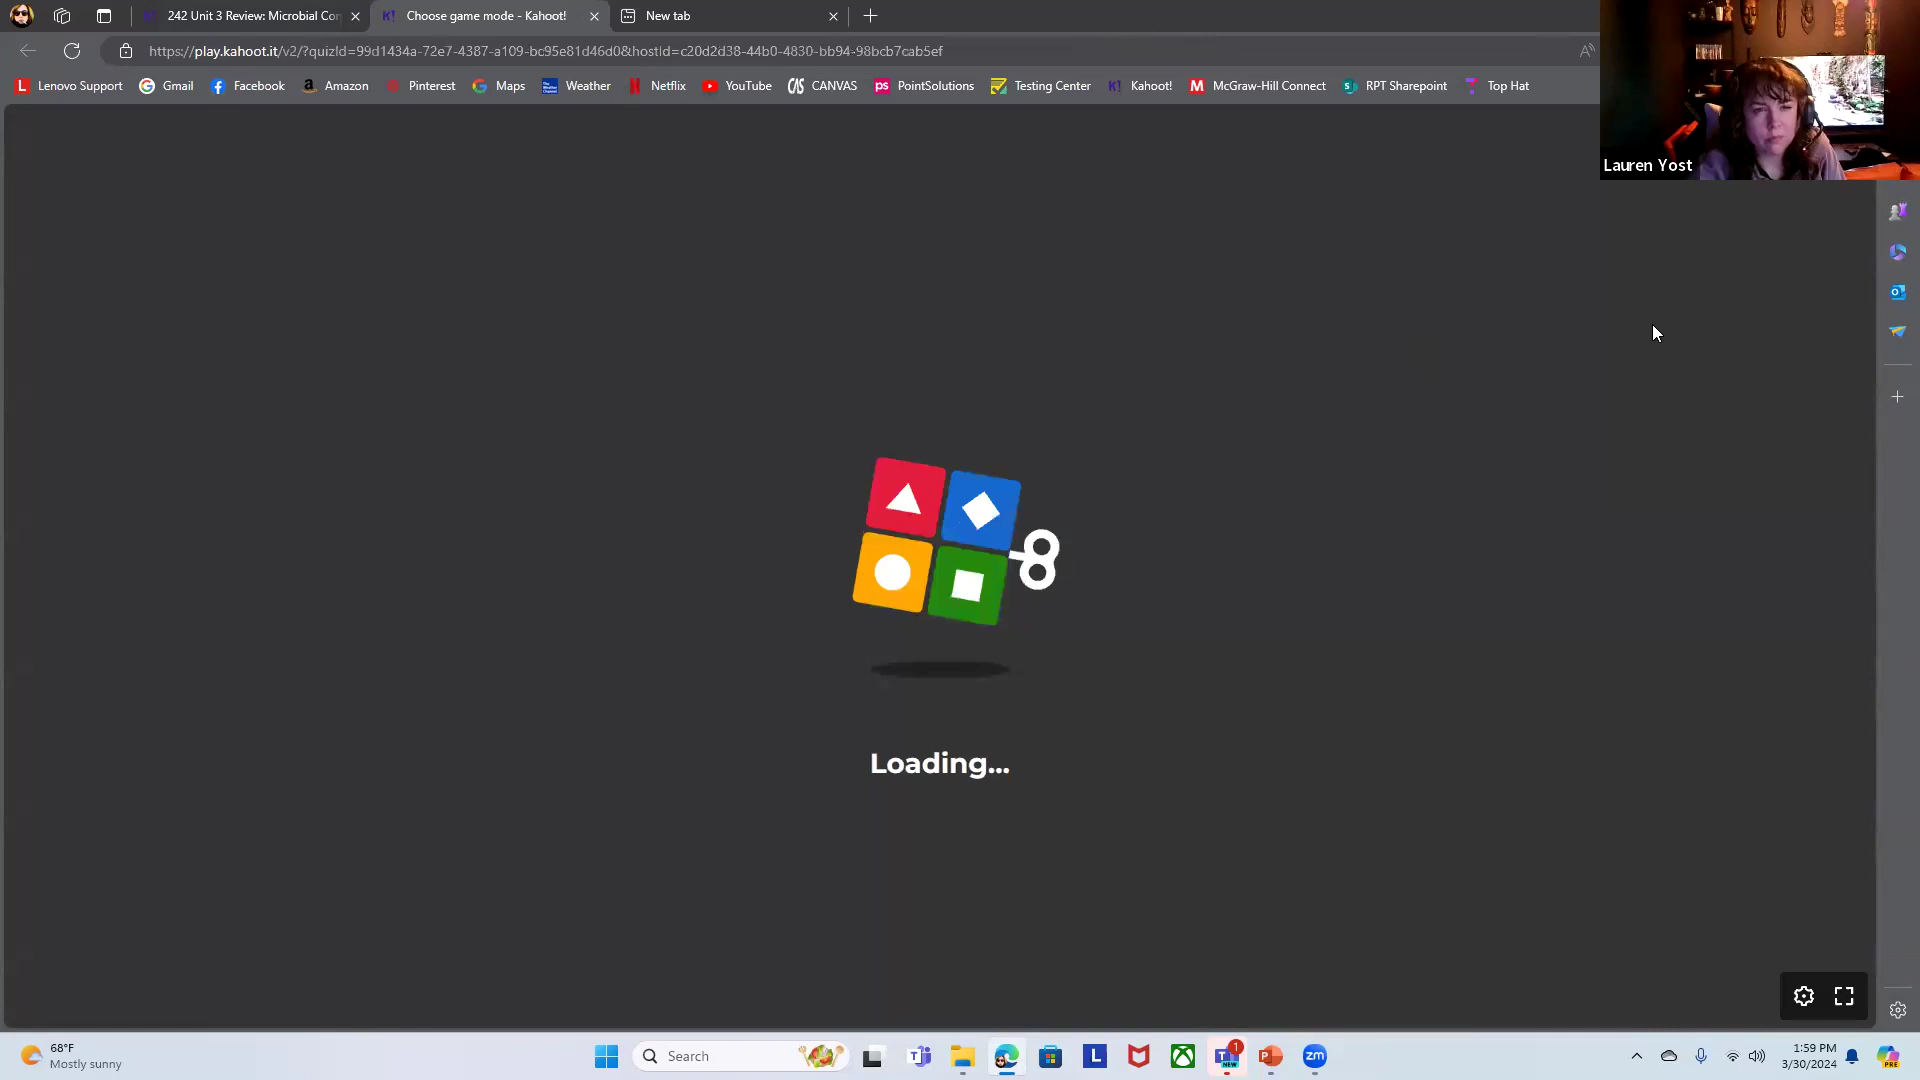 242 Unit 3 Review: Microbial Con
Choose game mode - Kahoot!
New tab
https://play.kahoot.it/v2/?quizId=99d1434a-72e7-4387-a109-bc95e81d46d0&hostid=c20d2d38-44b0-4830-bb94-98bcb7cab5ef
Lenovo Support
Gmail
Facebook
Amazon
Pinterest
Maps
Weather
Netflix
YouTube
CANVAS
PointSolutions
Testing Center
Kahoot!
McGraw-Hill Connect
RPT Sharepoint
Top Hat
Lauren Yost
Loading...
68°F
Mostly sunny
Search
1:59 PM
3/30/2024